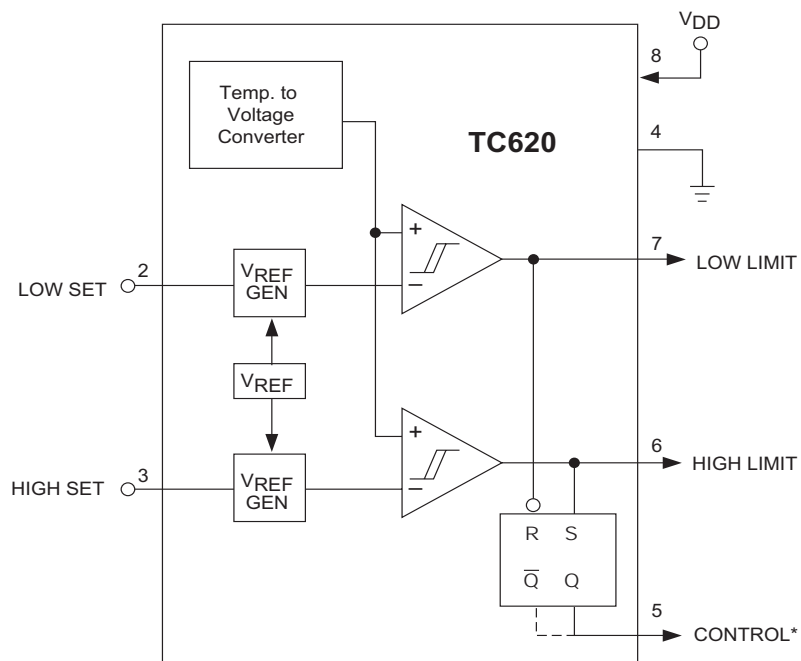 VDD
8
Temp. to
Voltage
Converter
TC620
4
+
7
LOW LIMIT
2
LOW SET
VREF
GEN
–
VREF
+
6
HIGH LIMIT
3
HIGH SET
VREF
GEN
–
R S
Q̅ Q
5
CONTROL*